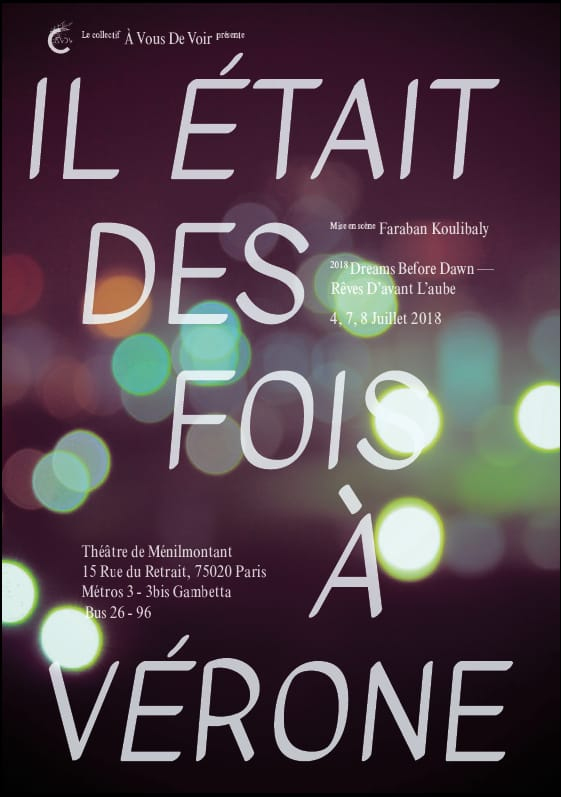 Le collectif À Vous De Voir présente
IL ÉTAIT
DES
FOIS
À
VÉRONE
Mise en scène Faraban Koulibaly
2018 Dreams Before Dawn —
Rêves D'avant L'aube
4, 7, 8 Juillet 2018
Théâtre de Ménilmontant
15 Rue du Retrait, 75020 Paris
Métros 3 - 3bis Gambetta
Bus 26 - 96